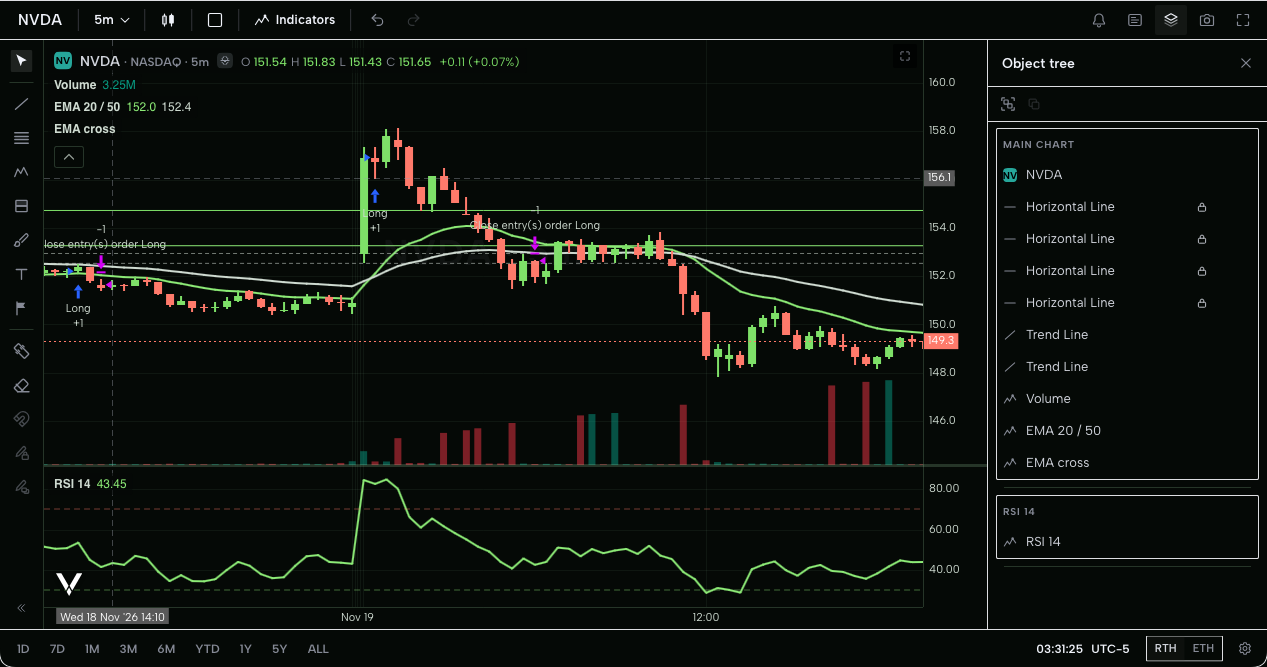 NVDA 5m Indicators
NV NVDA · NASDAQ · 5m O 151.54 H 151.83 L 151.43 C 151.65 +0.11 (+0.07%)
Volume 3.25M
EMA 20 / 50 152.0 152.4
EMA cross
160.0
158.0
156.1
154.0
152.0
150.0
149.3
148.0
146.0
−1
lose entry(s) order Long
Long
+1
Long
+1
-1
Close entry(s) order Long
RSI 14 43.45
80.00
60.00
40.00
Wed 18 Nov '26 14:10 Nov 19 12:00
Object tree
MAIN CHART
NV NVDA
Horizontal Line
Horizontal Line
Horizontal Line
Horizontal Line
Trend Line
Trend Line
Volume
EMA 20 / 50
EMA cross
RSI 14
RSI 14
1D 7D 1M 3M 6M YTD 1Y 5Y ALL 03:31:25 UTC-5 RTH ETH